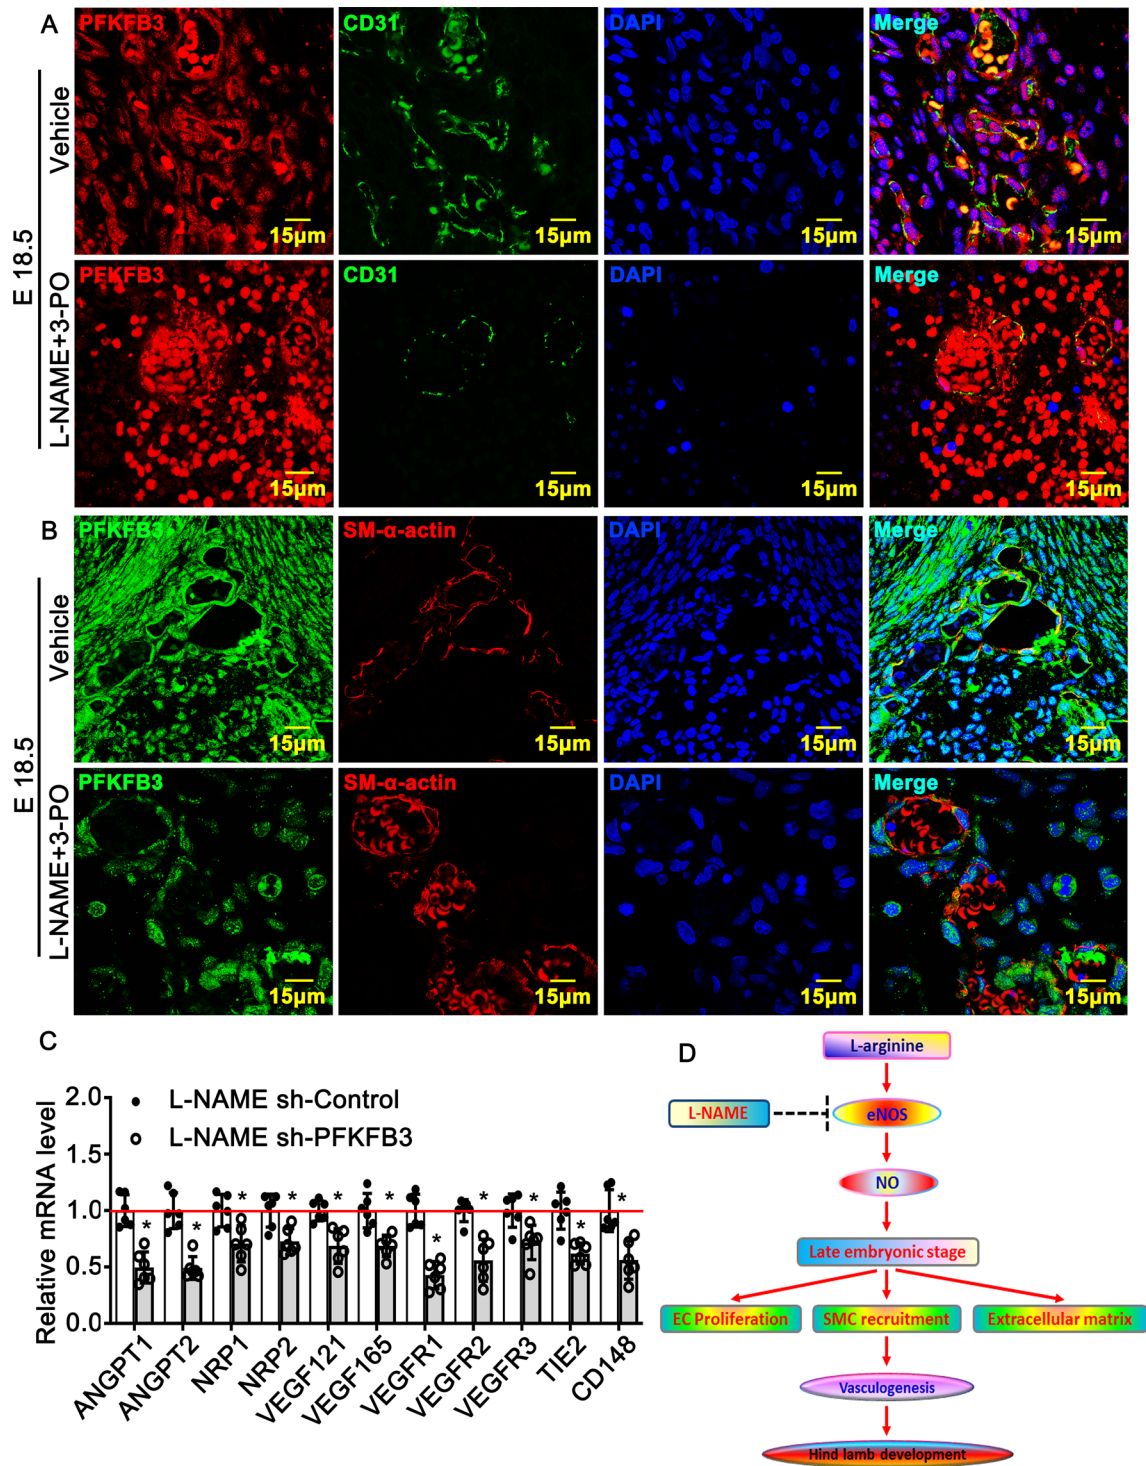 A
PFKFB3 CD31 DAPI Merge
E 18.5
Vehicle
15μm 15μm 15μm 15μm
PFKFB3 CD31 DAPI Merge
L-NAME+3-PO
15μm 15μm 15μm 15μm
B
PFKFB3 SM-α-actin DAPI Merge
E 18.5
Vehicle
15μm 15μm 15μm 15μm
PFKFB3 SM-α-actin DAPI Merge
L-NAME+3-PO
15μm 15μm 15μm 15μm
C
Relative mRNA level
2.0
1.5
1.0
0.5
0.0
L-NAME sh-Control
L-NAME sh-PFKFB3
* * * * * * * * * * *
ANGPT1 ANGPT2 NRP1 NRP2 VEGF121 VEGF165 VEGFR1 VEGFR2 VEGFR3 TIE2 CD148
D
L-arginine
L-NAME eNOS
NO
Late embryonic stage
EC Proliferation SMC recruitment Extracellular matrix
Vasculogenesis
Hind lamb development